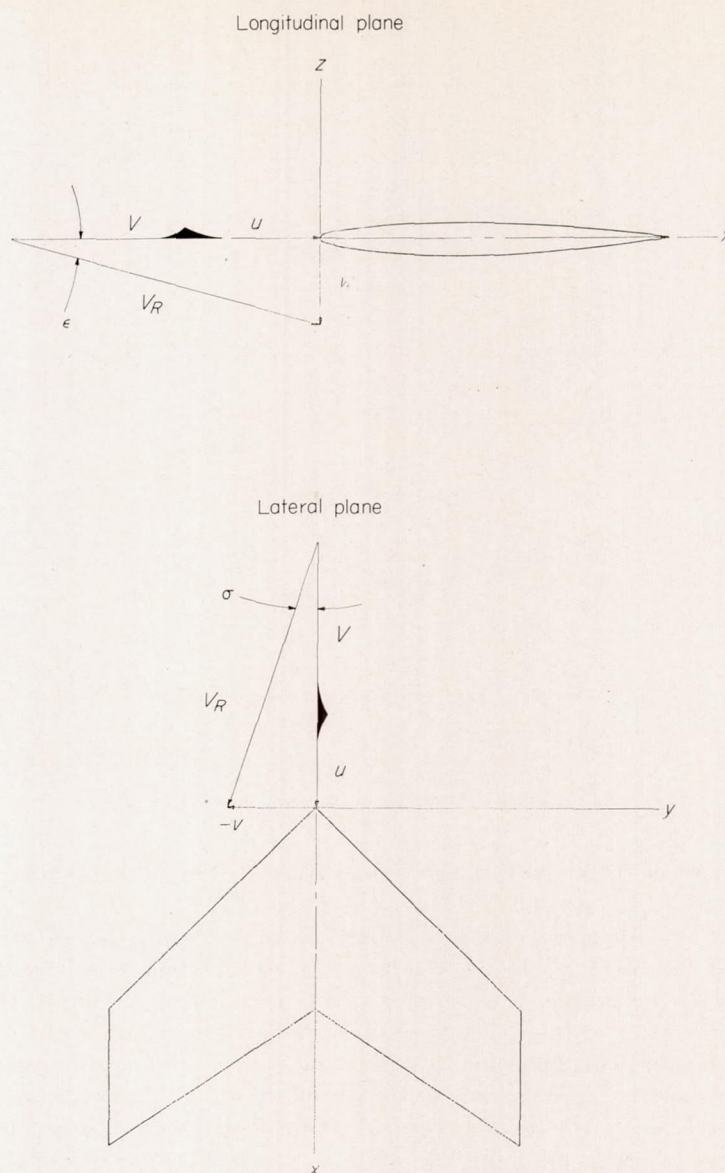 Longitudinal plane
z
V u
V_R
ϵ
Lateral plane
σ
V
V_R
u
-v
y
x